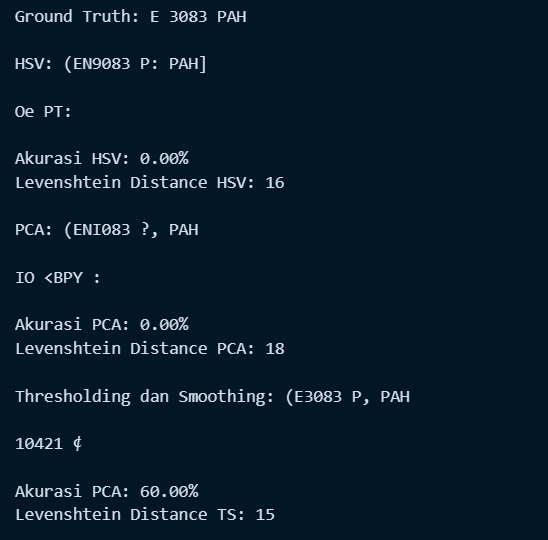 Ground Truth: E 3083 PAH
HSV: (EN9083 P: PAH]
Oe PT:
Akurasi HSV: 0.00%
Levenshtein Distance HSV: 16
PCA: (ENI083 ?, PAH
IO <BPY :
Akurasi PCA: 0.00%
Levenshtein Distance PCA: 18
Thresholding dan Smoothing: (E3083 P, PAH
10421 ¢
Akurasi PCA: 60.00%
Levenshtein Distance TS: 15